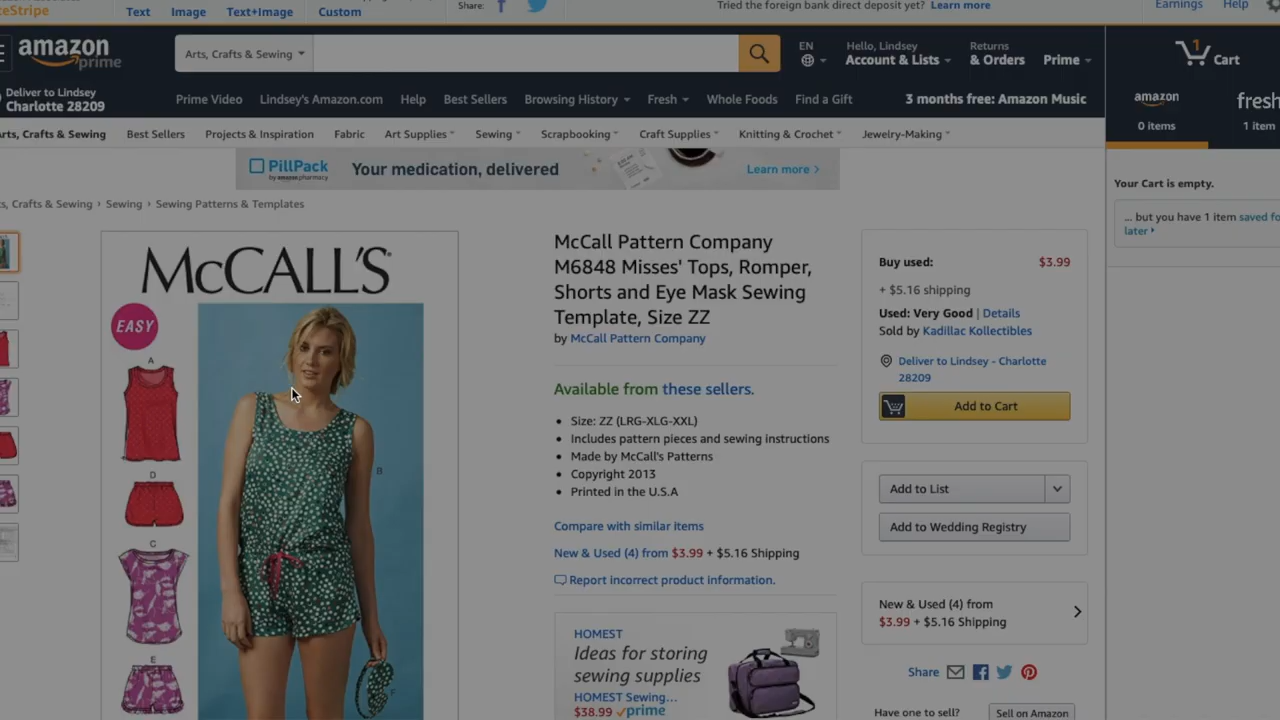 teStripe
Text
Image
Text+Image
Custom
Share:
Tried the foreign bank direct deposit yet? Learn more
Earnings
Help
amazon
prime
Arts, Crafts & Sewing
EN
Hello, Lindsey
Account & Lists
Returns
& Orders
Prime
1
Cart
Deliver to Lindsey
Charlotte 28209
Prime Video
Lindsey's Amazon.com
Help
Best Sellers
Browsing History
Fresh
Whole Foods
Find a Gift
3 months free: Amazon Music
amazon
0 items
fresh
1 item
Arts, Crafts & Sewing
Best Sellers
Projects & Inspiration
Fabric
Art Supplies
Sewing
Scrapbooking
Craft Supplies
Knitting & Crochet
Jewelry-Making
PillPack
by amazon pharmacy
Your medication, delivered
Learn more ›
Your Cart is empty.
... but you have 1 item saved fo
later
s, Crafts & Sewing › Sewing › Sewing Patterns & Templates
McCALL'S
EASY
A
D
G
E
B
F
McCall Pattern Company
M6848 Misses' Tops, Romper,
Shorts and Eye Mask Sewing
Template, Size ZZ
by McCall Pattern Company
Available from these sellers.
• Size: ZZ (LRG-XLG-XXL)
• Includes pattern pieces and sewing instructions
• Made by McCall's Patterns
• Copyright 2013
• Printed in the U.S.A
Compare with similar items
New & Used (4) from $3.99 + $5.16 Shipping
Report incorrect product information.
HOMEST
Ideas for storing
sewing supplies
HOMEST Sewing...
$38.99 prime
Buy used:
$3.99
+ $5.16 shipping
Used: Very Good | Details
Sold by Kadillac Kollectibles
Deliver to Lindsey - Charlotte
28209
Add to Cart
Add to List
Add to Wedding Registry
New & Used (4) from
$3.99 + $5.16 Shipping
Share
Have one to sell?
Sell on Amazon